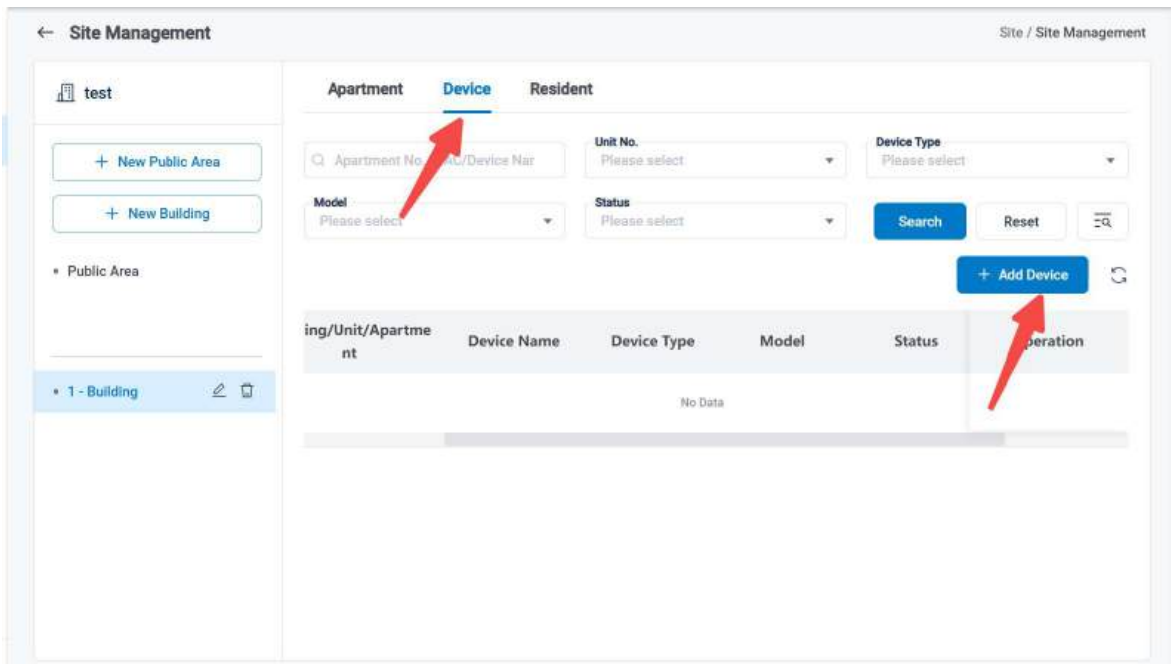 ← Site Management
Site / Site Management
test
+ New Public Area
+ New Building
Public Area
1 - Building
Apartment Device Resident
Apartment No. AC/Device Nar
Unit No.
Please select
Device Type
Please select
Model
Please select
Status
Please select
Search Reset
+ Add Device
ing/Unit/Apartme
nt
Device Name Device Type Model Status peration
No Data